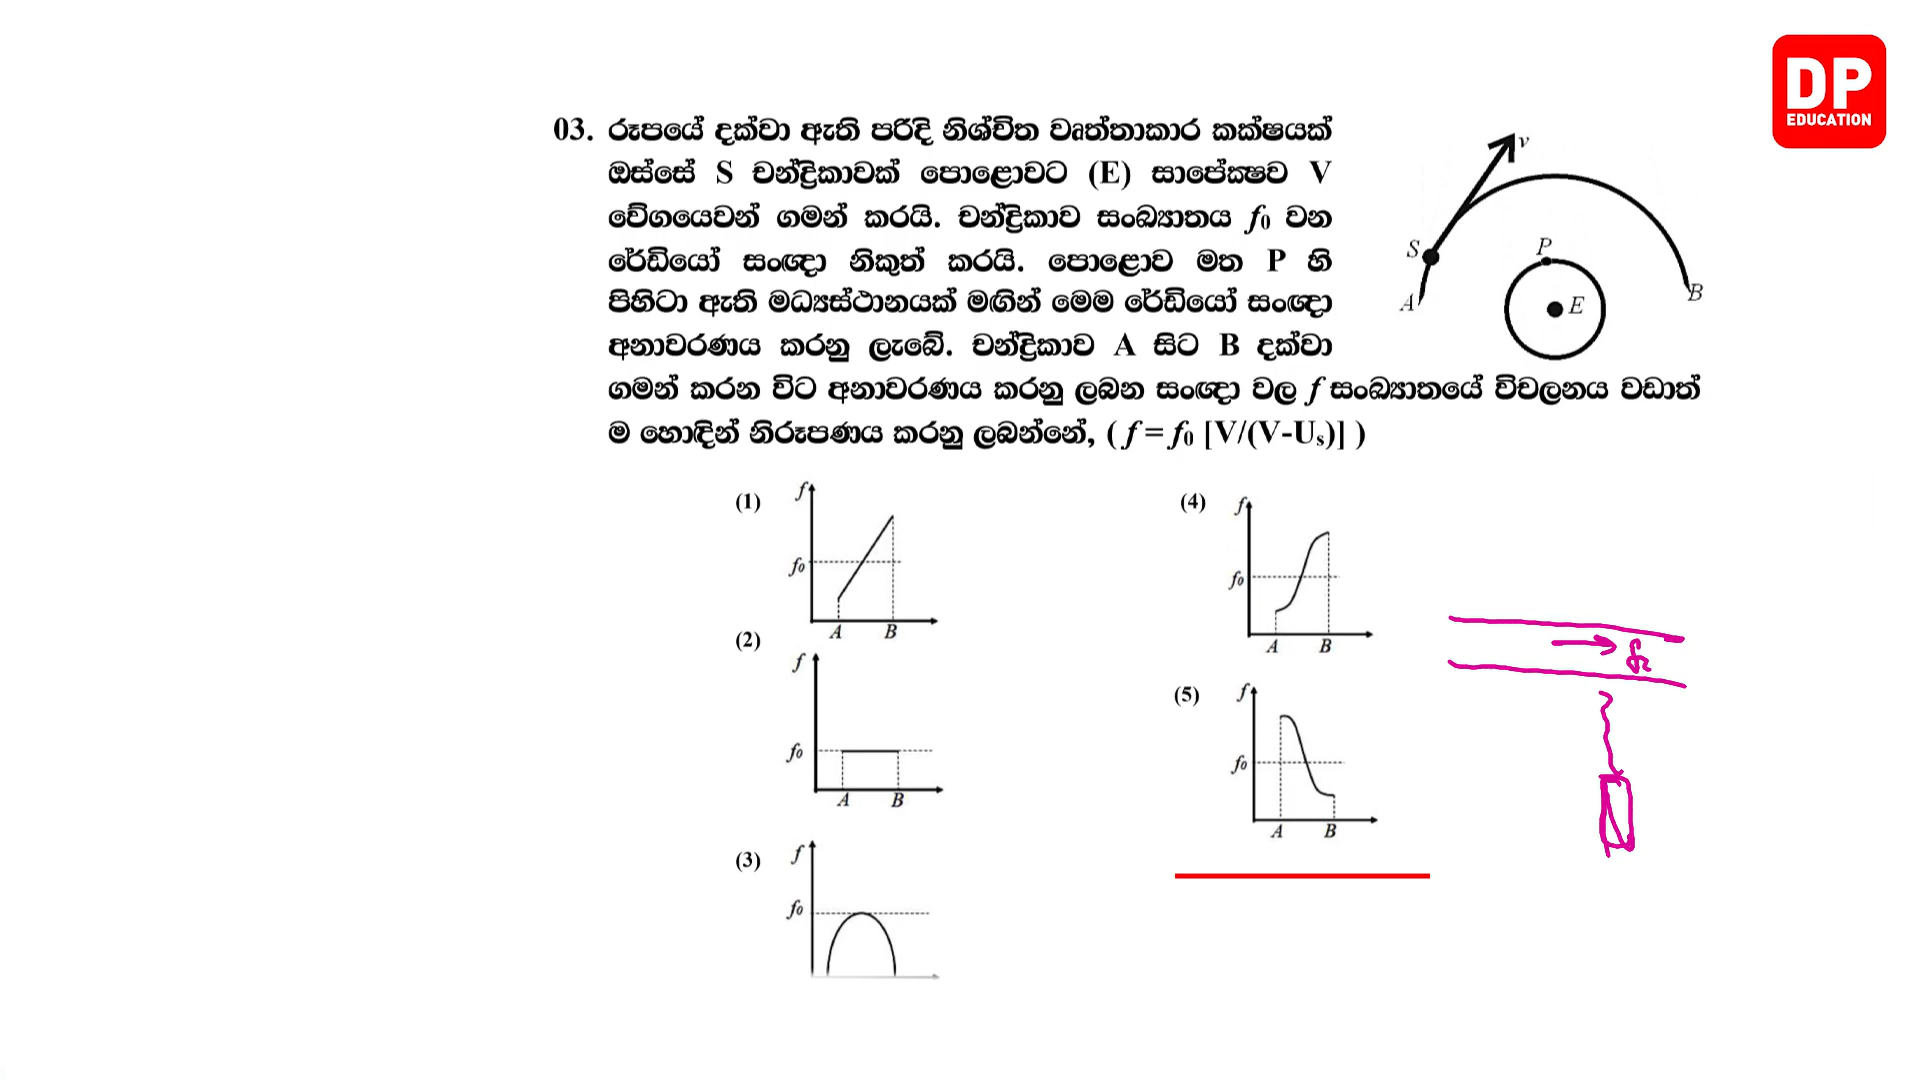 DP
EDUCATION
03. රූපයේ දක්වා ඇති පරිදි නිශ්චිත වෘත්තාකාර කක්ෂයක්
ඔස්සේ S චන්ද්‍රිකාවක් පොළොවට (E) සාපේක්ෂව V
වේගයෙවන් ගමන් කරයි. චන්ද්‍රිකාව සංඛ්‍යාතය f₀ වන
රේඩියෝ සංඥා නිකුත් කරයි. පොළොව මත P හි
පිහිටා ඇති මධ්‍යස්ථානයක් මඟින් මෙම රේඩියෝ සංඥා
අනාවරණය කරනු ලැබේ. චන්ද්‍රිකාව A සිට B දක්වා
ගමන් කරන විට අනාවරණය කරනු ලබන සංඥා වල f සංඛ්‍යාතයේ විචලනය වඩාත්
ම හොඳින් නිරූපණය කරනු ලබන්නේ, ( f = f₀ [V/(V-Uₛ)] )
v
S
P
A
E
B
(1)
f
f₀
A B
(2)
f
f₀
A B
(3)
f
f₀
(4)
f
f₀
A B
(5)
f
f₀
A B